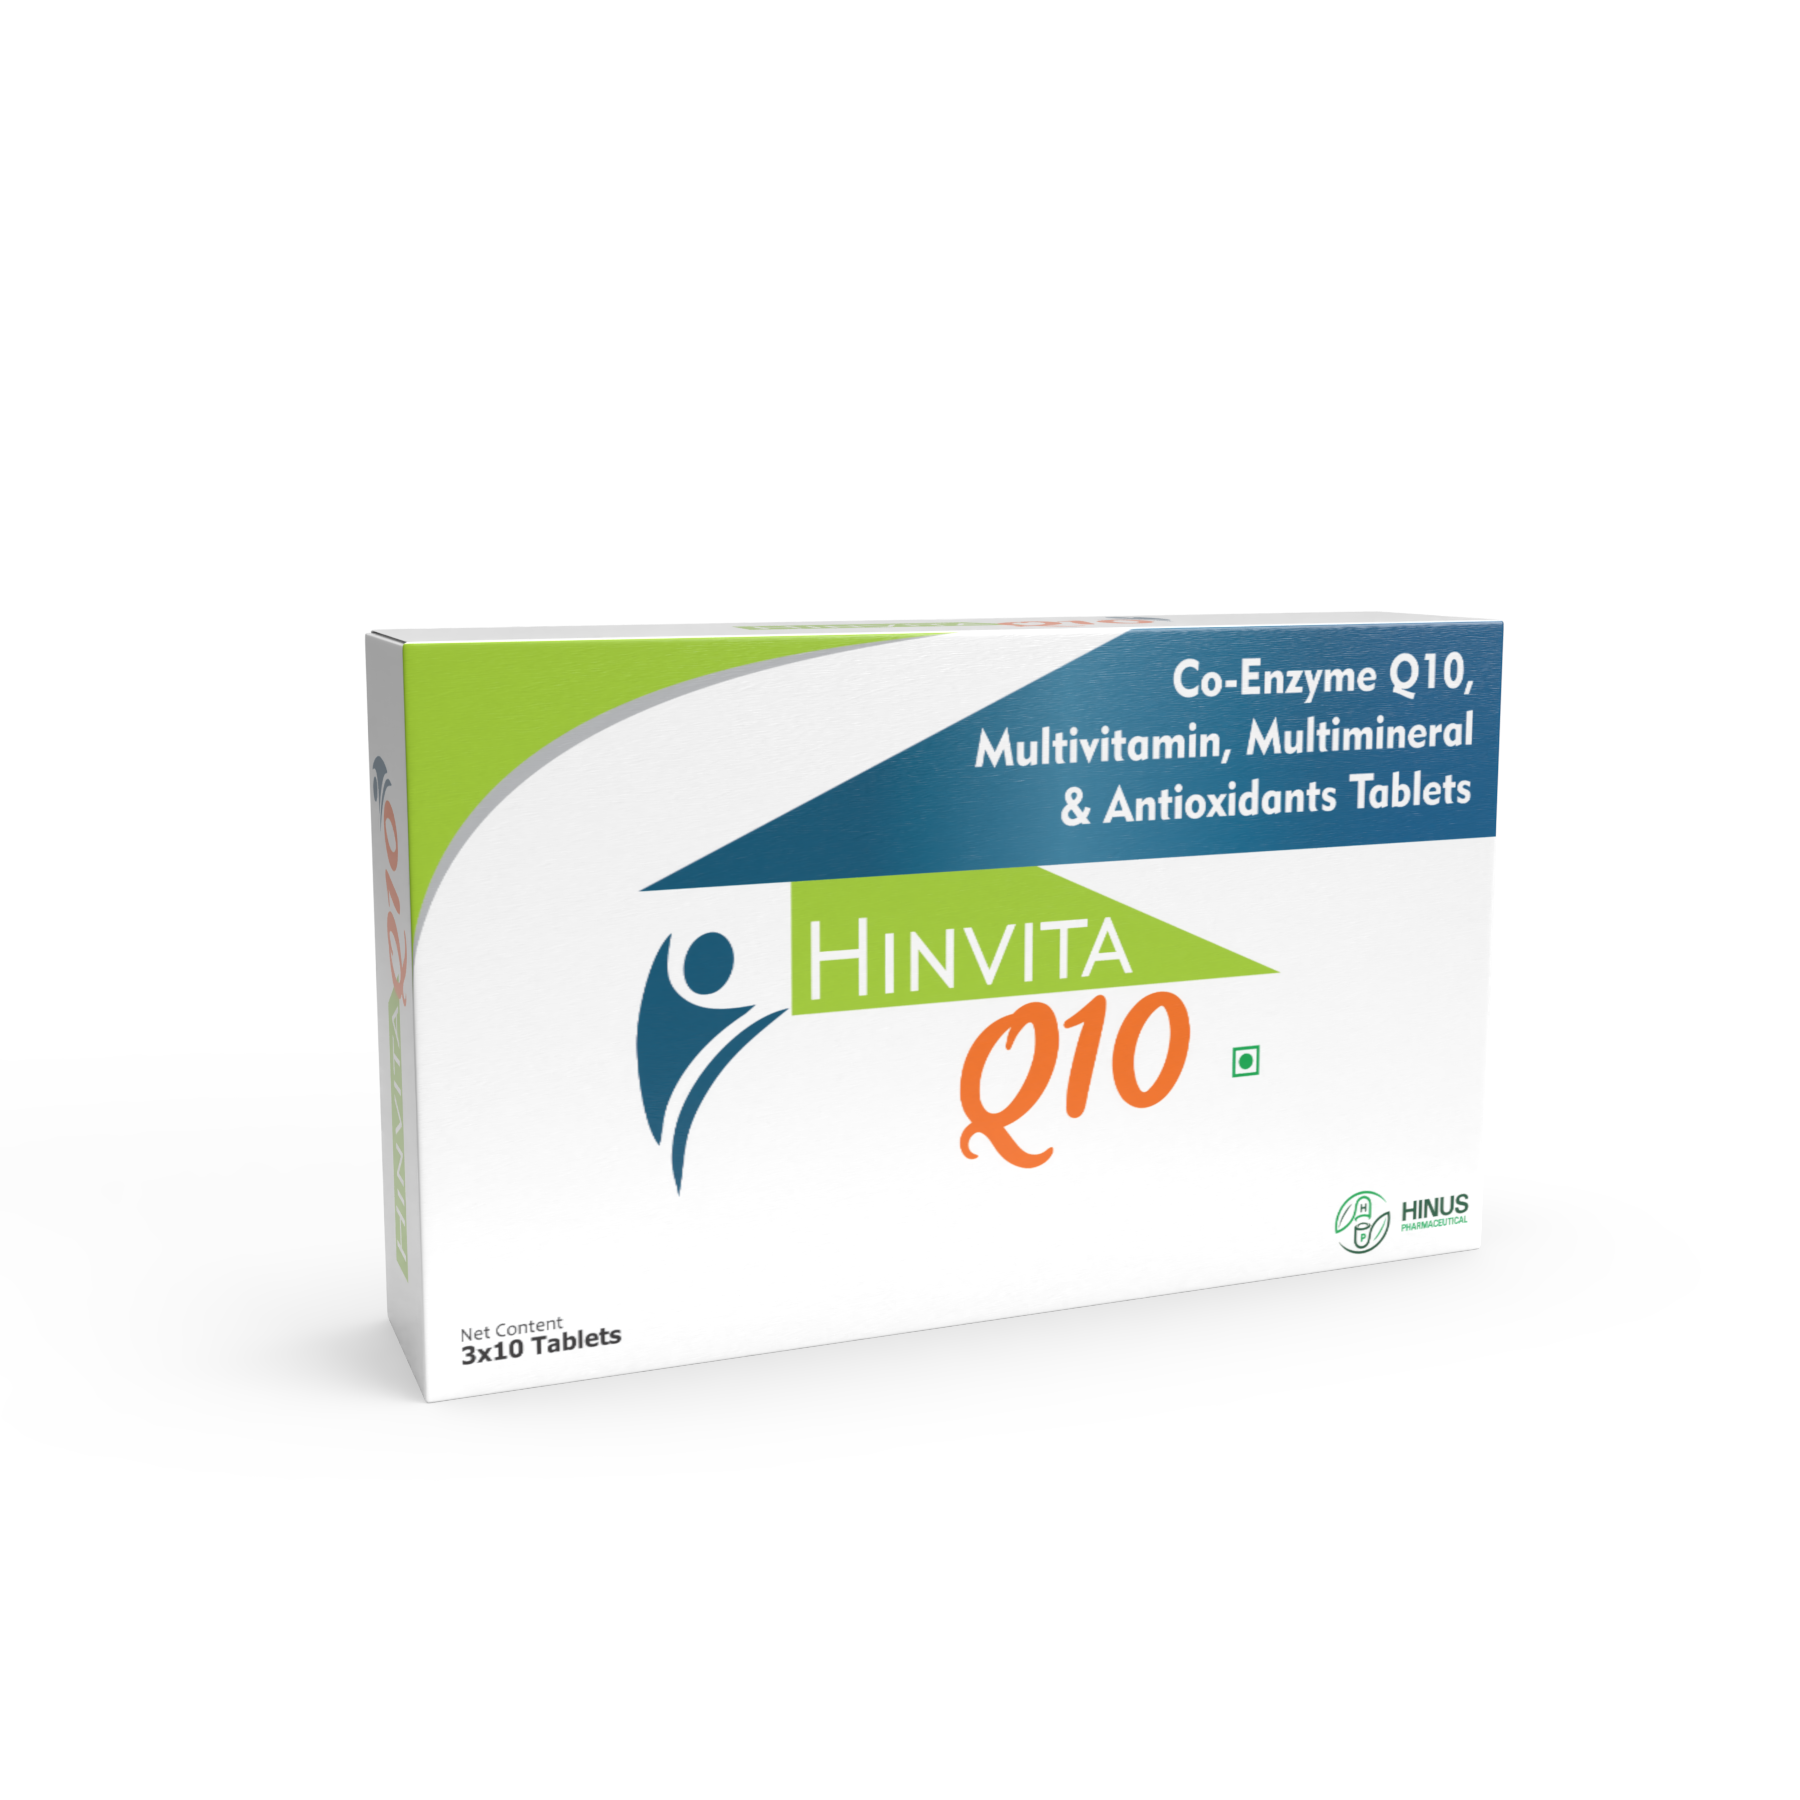 Co-Enzyme Q10,
Multivitamin, Multimineral
& Antioxidants Tablets
HINVITA
Q10
H
P
HINUS
PHARMACEUTICAL
Net Content
3x10 Tablets
HINVITA Q10